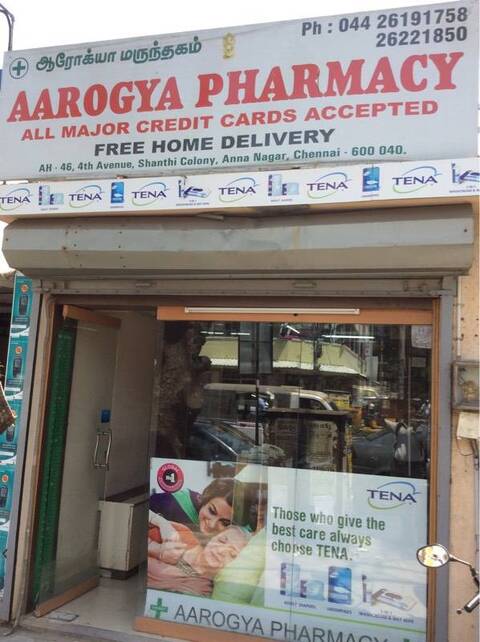 ஆரோக்யா மருந்தகம்
Ph : 044 26191758
26221850
AAROGYA PHARMACY
ALL MAJOR CREDIT CARDS ACCEPTED
FREE HOME DELIVERY
AH - 46, 4th Avenue, Shanthi Colony, Anna Nagar, Chennai - 600 040.
TENA TENA TENA TENA TENA
GLOBAL
TENA
Those who give the
best care always
choose TENA.
AAROGYA PHARMACY